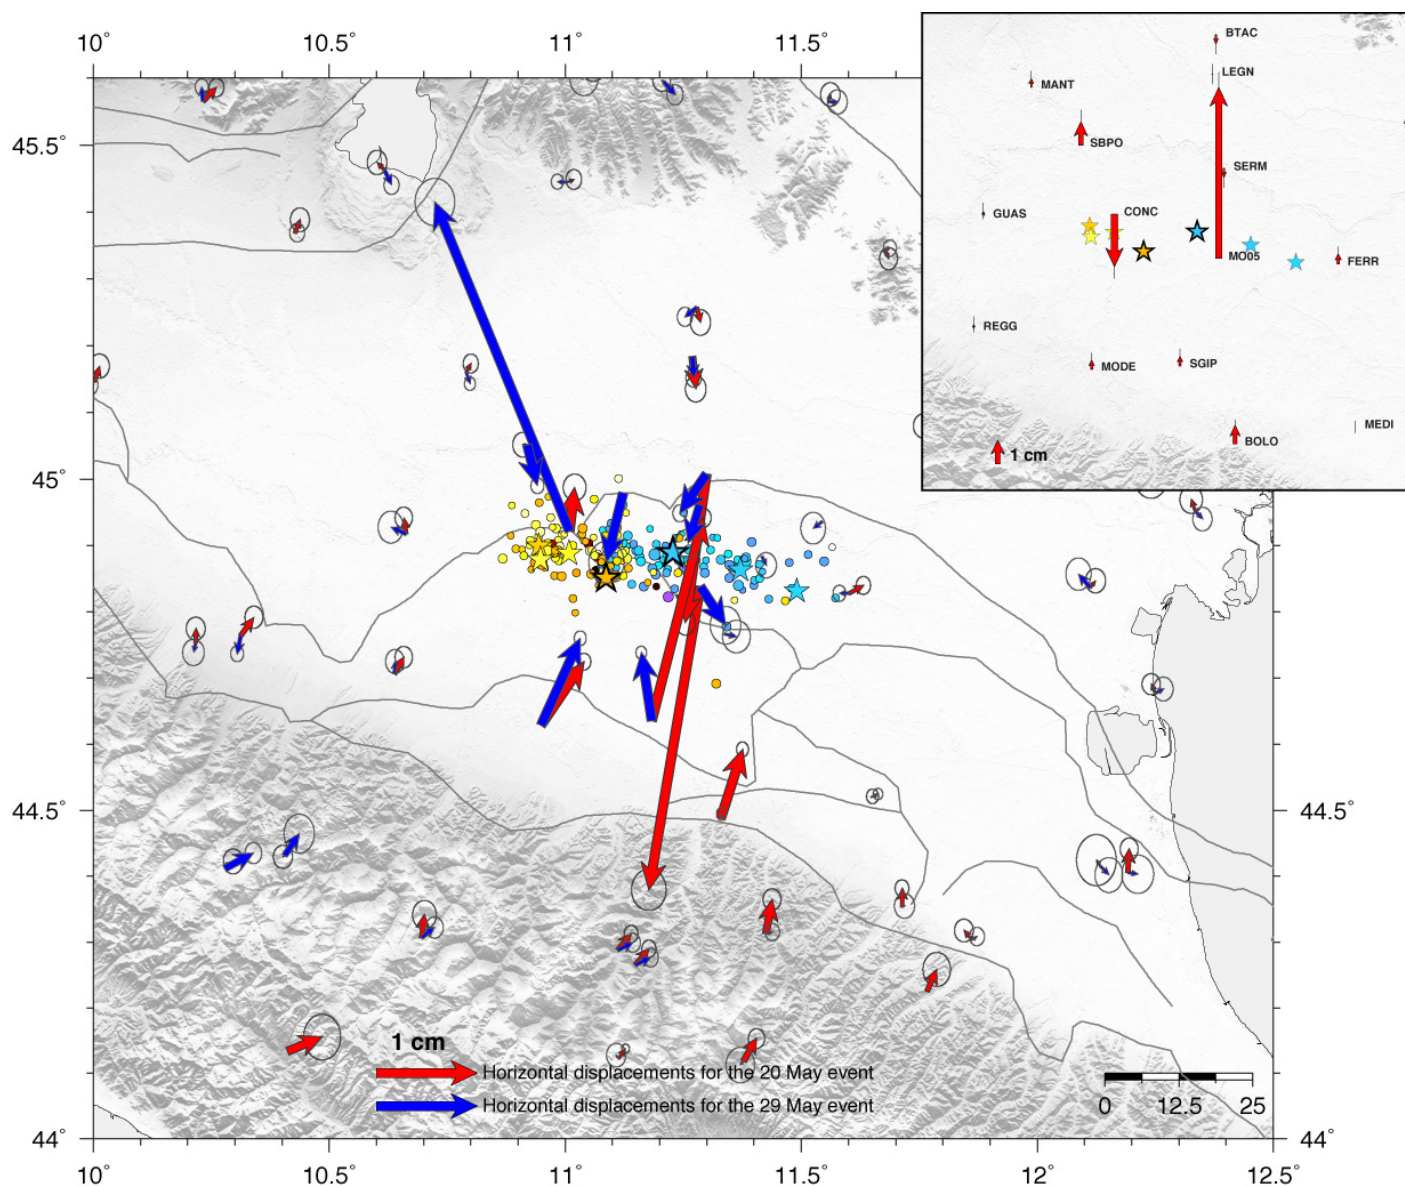 10° 10.5° 11° 11.5°
BTAC
LEGN
MANT
SBPO
SERM
GUAS
CONC
MO05
FERR
REGG
MODE
SGIP
MEDI
BOLO
1 cm
45.5°
45°
44.5° 44.5°
1 cm
Horizontal displacements for the 20 May event
Horizontal displacements for the 29 May event
0 12.5 25
44° 44°
10° 10.5° 11° 11.5° 12° 12.5°